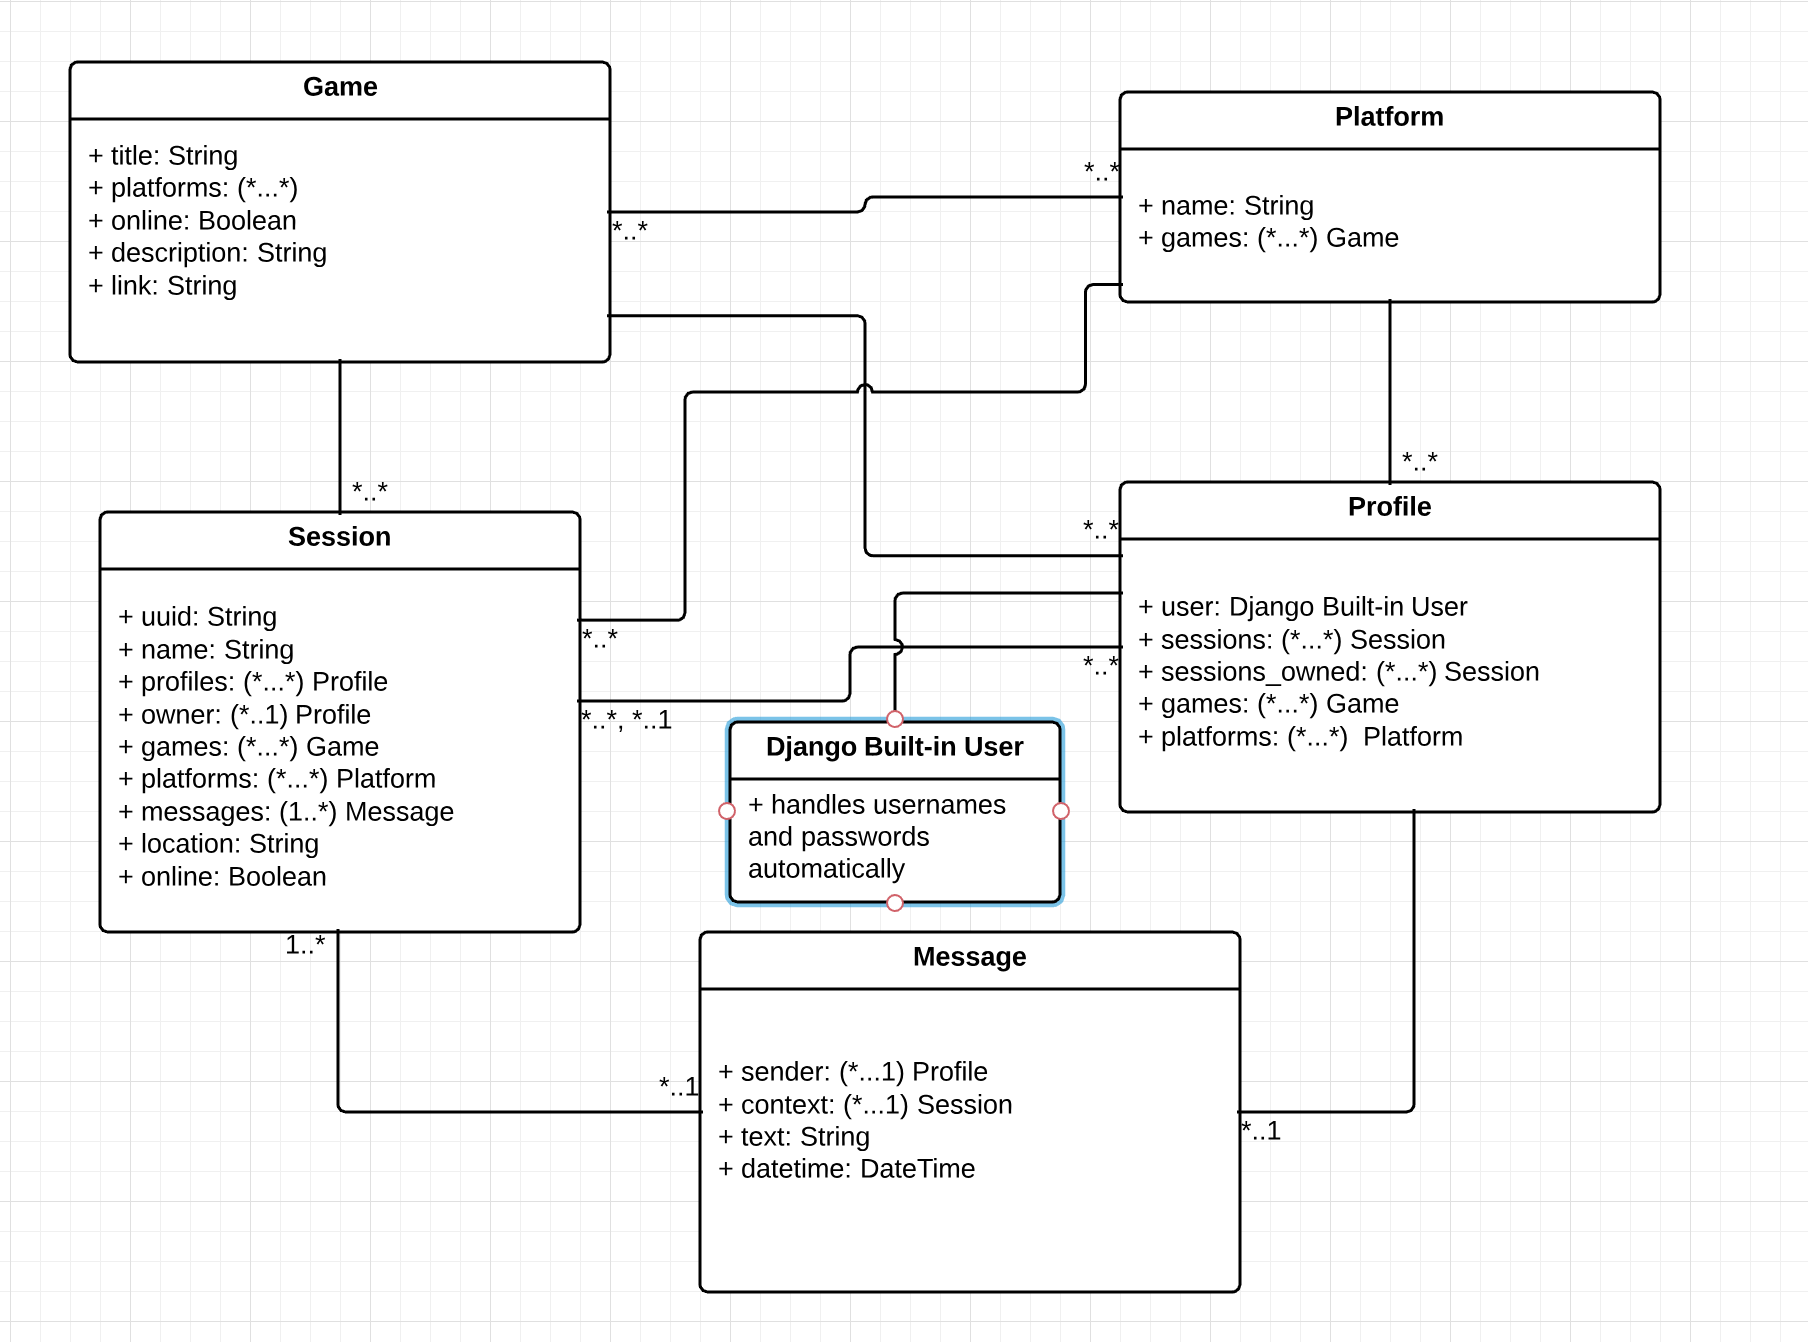 Game
+ title: String
+ platforms: (*...*)
+ online: Boolean
+ description: String
+ link: String
*..*
Platform
*..*
+ name: String
+ games: (*...*) Game
*..*
*..*
Session
+ uuid: String
+ name: String
+ profiles: (*...*) Profile
+ owner: (*..1) Profile
+ games: (*...*) Game
+ platforms: (*...*) Platform
+ messages: (1..*) Message
+ location: String
+ online: Boolean
*..*
*..*, *..1
1..*
Profile
*..*
*..*
+ user: Django Built-in User
+ sessions: (*...*) Session
+ sessions_owned: (*...*) Session
+ games: (*...*) Game
+ platforms: (*...*)  Platform
Django Built-in User
+ handles usernames
and passwords
automatically
Message
*..1
+ sender: (*...1) Profile
+ context: (*...1) Session
+ text: String
+ datetime: DateTime
*..1